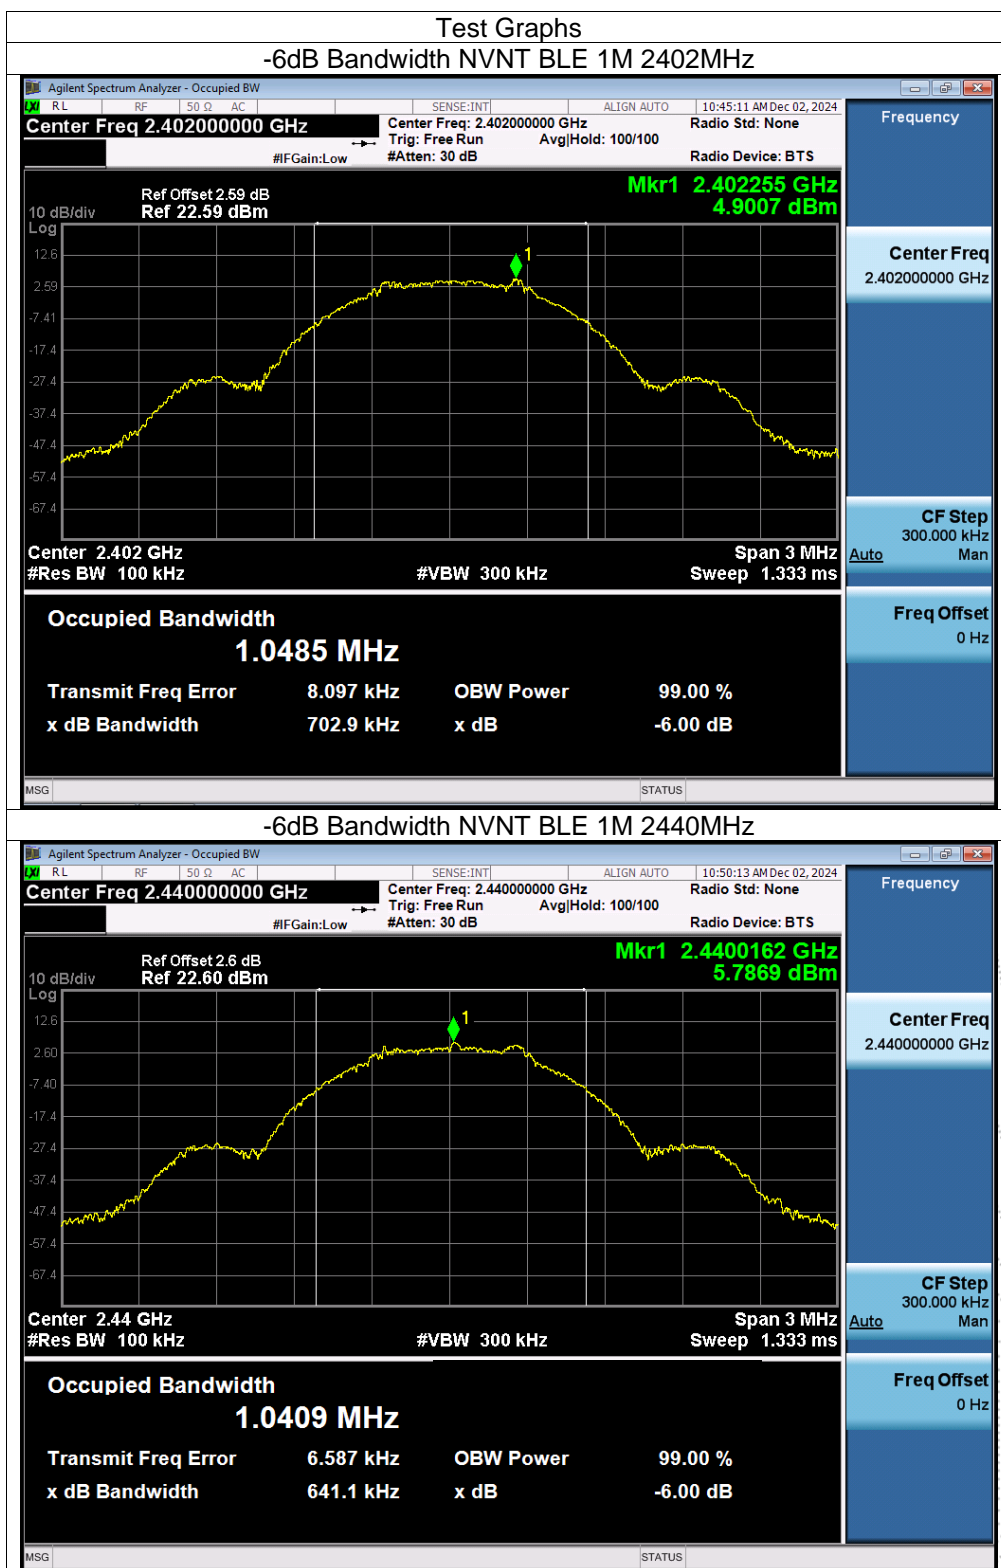 Test Graphs
-6dB Bandwidth NVNT BLE 1M 2402MHz
Agilent Spectrum Analyzer - Occupied BW
LXI RL RF 50 Ω AC SENSE:INT ALIGN AUTO 10:45:11 AM Dec 02, 2024
Center Freq 2.402000000 GHz Center Freq: 2.402000000 GHz Radio Std: None Frequency
Trig: Free Run Avg|Hold: 100/100
#IFGain:Low #Atten: 30 dB Radio Device: BTS
Mkr1 2.402255 GHz
4.9007 dBm
Ref Offset 2.59 dB
10 dB/div Ref 22.59 dBm
Log
1
12.6
2.59
-7.41
-17.4
-27.4
-37.4
-47.4
-57.4
-67.4
Center Freq
2.402000000 GHz
CF Step
300.000 kHz
Auto Man
Center 2.402 GHz Span 3 MHz
#Res BW 100 kHz #VBW 300 kHz Sweep 1.333 ms
Freq Offset
0 Hz
Occupied Bandwidth
1.0485 MHz
Transmit Freq Error 8.097 kHz OBW Power 99.00 %
x dB Bandwidth 702.9 kHz x dB -6.00 dB
MSG STATUS
-6dB Bandwidth NVNT BLE 1M 2440MHz
Agilent Spectrum Analyzer - Occupied BW
LXI RL RF 50 Ω AC SENSE:INT ALIGN AUTO 10:50:13 AM Dec 02, 2024
Center Freq 2.440000000 GHz Center Freq: 2.440000000 GHz Radio Std: None Frequency
Trig: Free Run Avg|Hold: 100/100
#IFGain:Low #Atten: 30 dB Radio Device: BTS
Mkr1 2.4400162 GHz
5.7869 dBm
Ref Offset 2.6 dB
10 dB/div Ref 22.60 dBm
Log
1
12.6
2.60
-7.40
-17.4
-27.4
-37.4
-47.4
-57.4
-67.4
Center Freq
2.440000000 GHz
CF Step
300.000 kHz
Auto Man
Center 2.44 GHz Span 3 MHz
#Res BW 100 kHz #VBW 300 kHz Sweep 1.333 ms
Freq Offset
0 Hz
Occupied Bandwidth
1.0409 MHz
Transmit Freq Error 6.587 kHz OBW Power 99.00 %
x dB Bandwidth 641.1 kHz x dB -6.00 dB
MSG STATUS